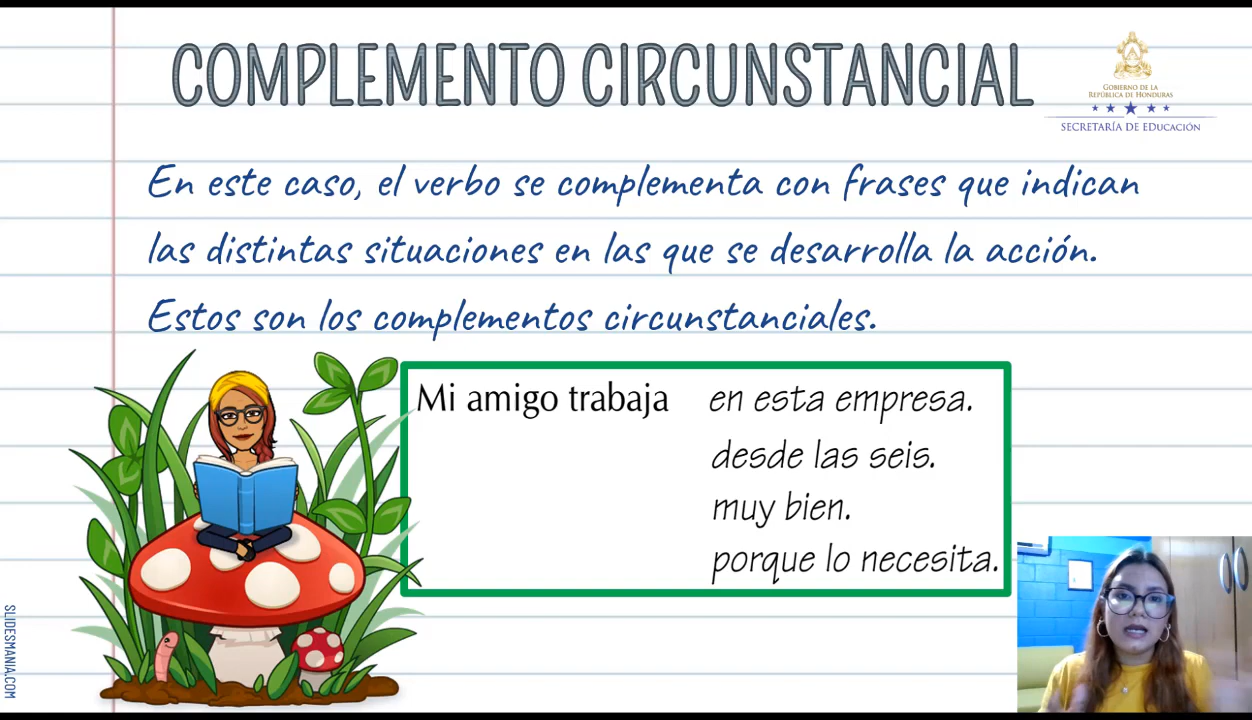 COMPLEMENTO CIRCUNSTANCIAL
GOBIERNO DE LA
REPÚBLICA DE HONDURAS
SECRETARÍA DE EDUCACIÓN
En este caso, el verbo se complementa con frases que indican
las distintas situaciones en las que se desarrolla la acción.
Estos son los complementos circunstanciales.
Mi amigo trabaja en esta empresa.
desde las seis.
muy bien.
porque lo necesita.
SLIDESMANIA.COM